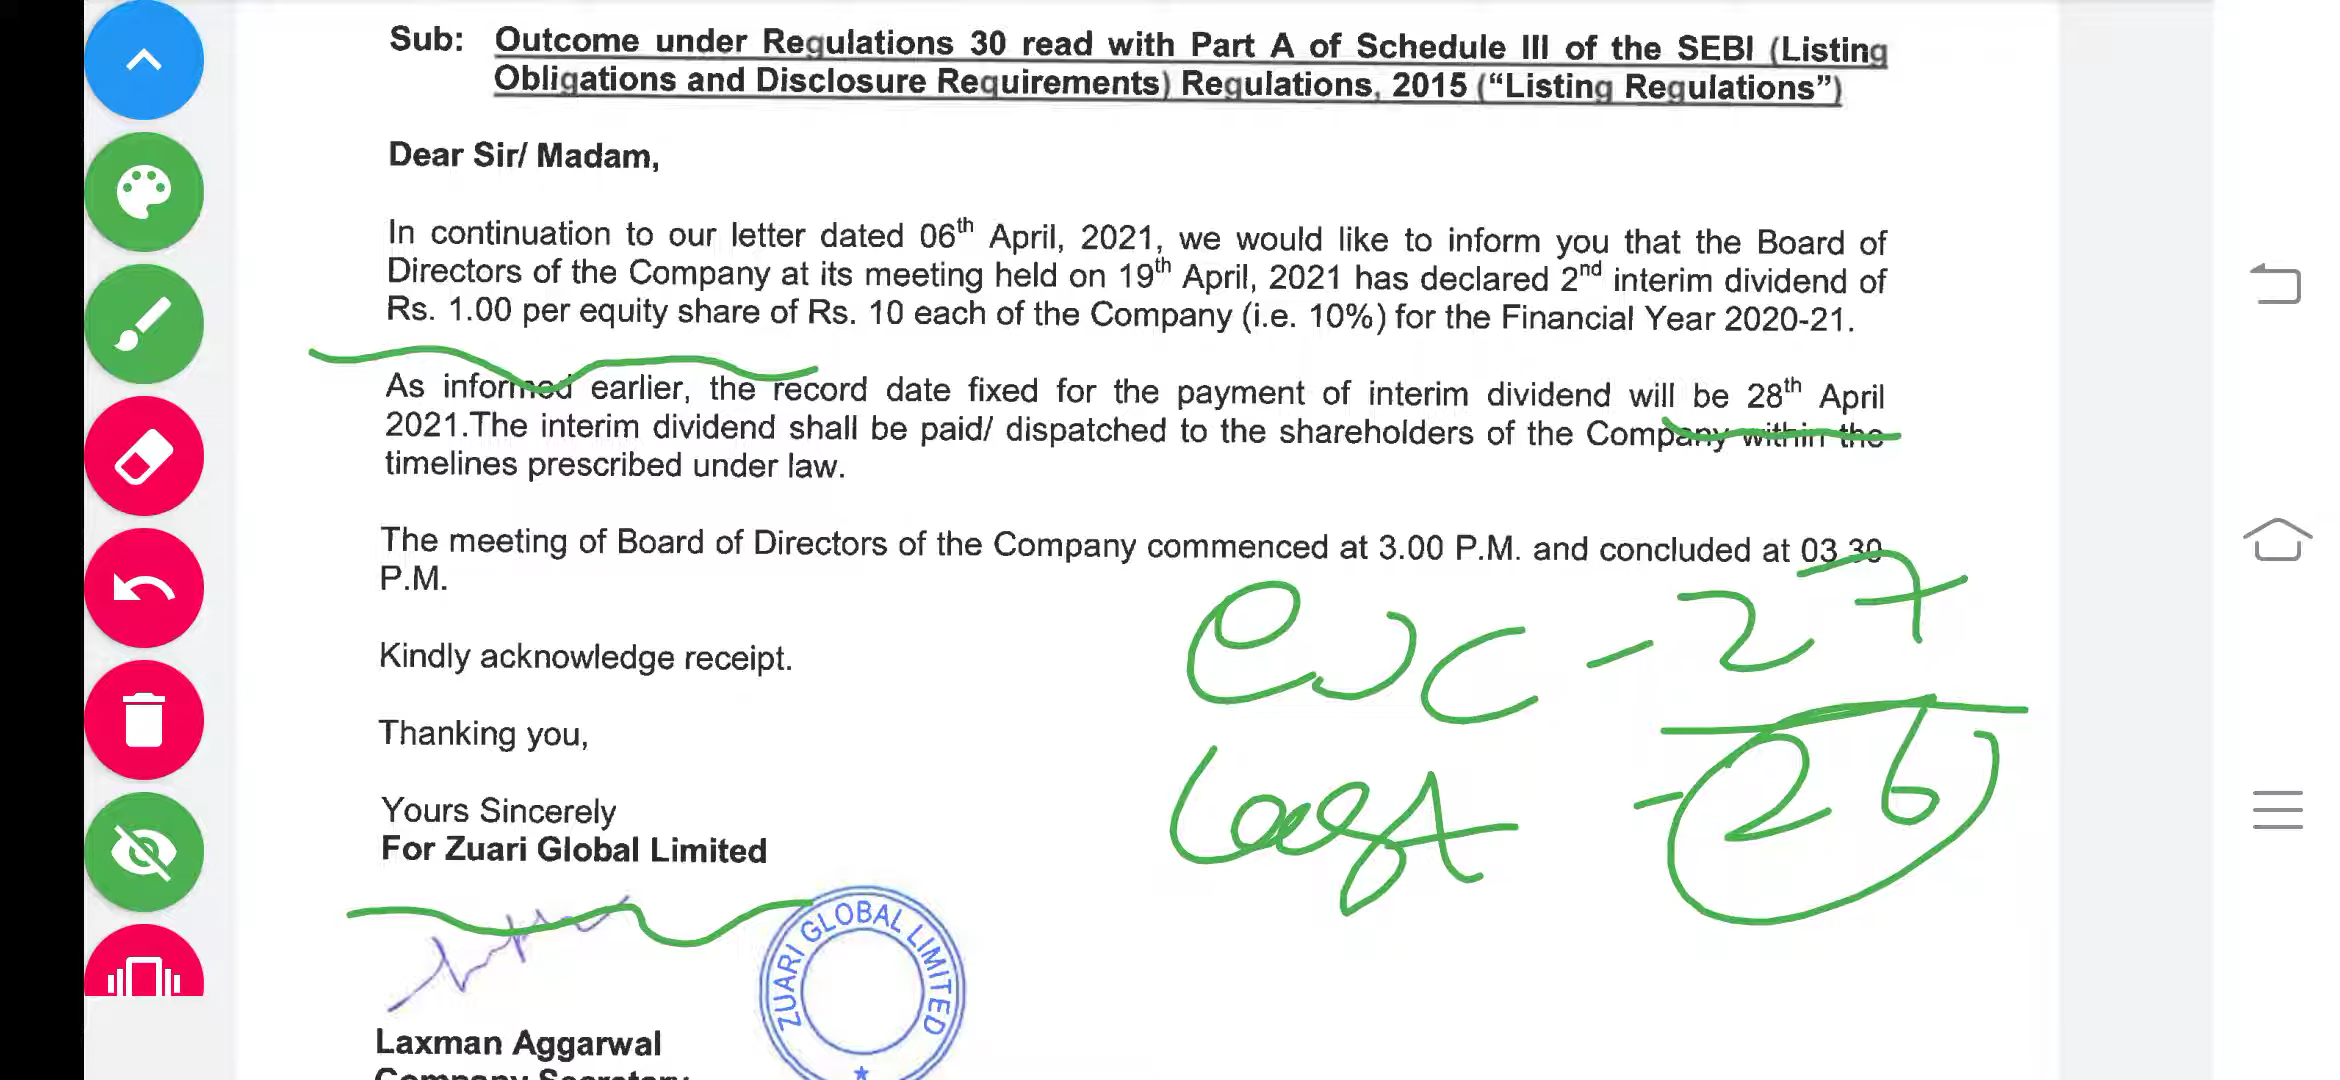 Sub: Outcome under Regulations 30 read with Part A of Schedule III of the SEBI (Listing
Obligations and Disclosure Requirements) Regulations, 2015 (“Listing Regulations”)
Dear Sir/ Madam,
In continuation to our letter dated 06th April, 2021, we would like to inform you that the Board of
Directors of the Company at its meeting held on 19th April, 2021 has declared 2nd interim dividend of
Rs. 1.00 per equity share of Rs. 10 each of the Company (i.e. 10%) for the Financial Year 2020-21.
As informed earlier, the record date fixed for the payment of interim dividend will be 28th April
2021.The interim dividend shall be paid/ dispatched to the shareholders of the Company within the
timelines prescribed under law.
The meeting of Board of Directors of the Company commenced at 3.00 P.M. and concluded at 03.30
P.M.
- 27
Kindly acknowledge receipt.
Thanking you,
Last - 26
Yours Sincerely
For Zuari Global Limited
ZUARI GLOBAL LIMITED
Laxman Aggarwal
Company Secretary